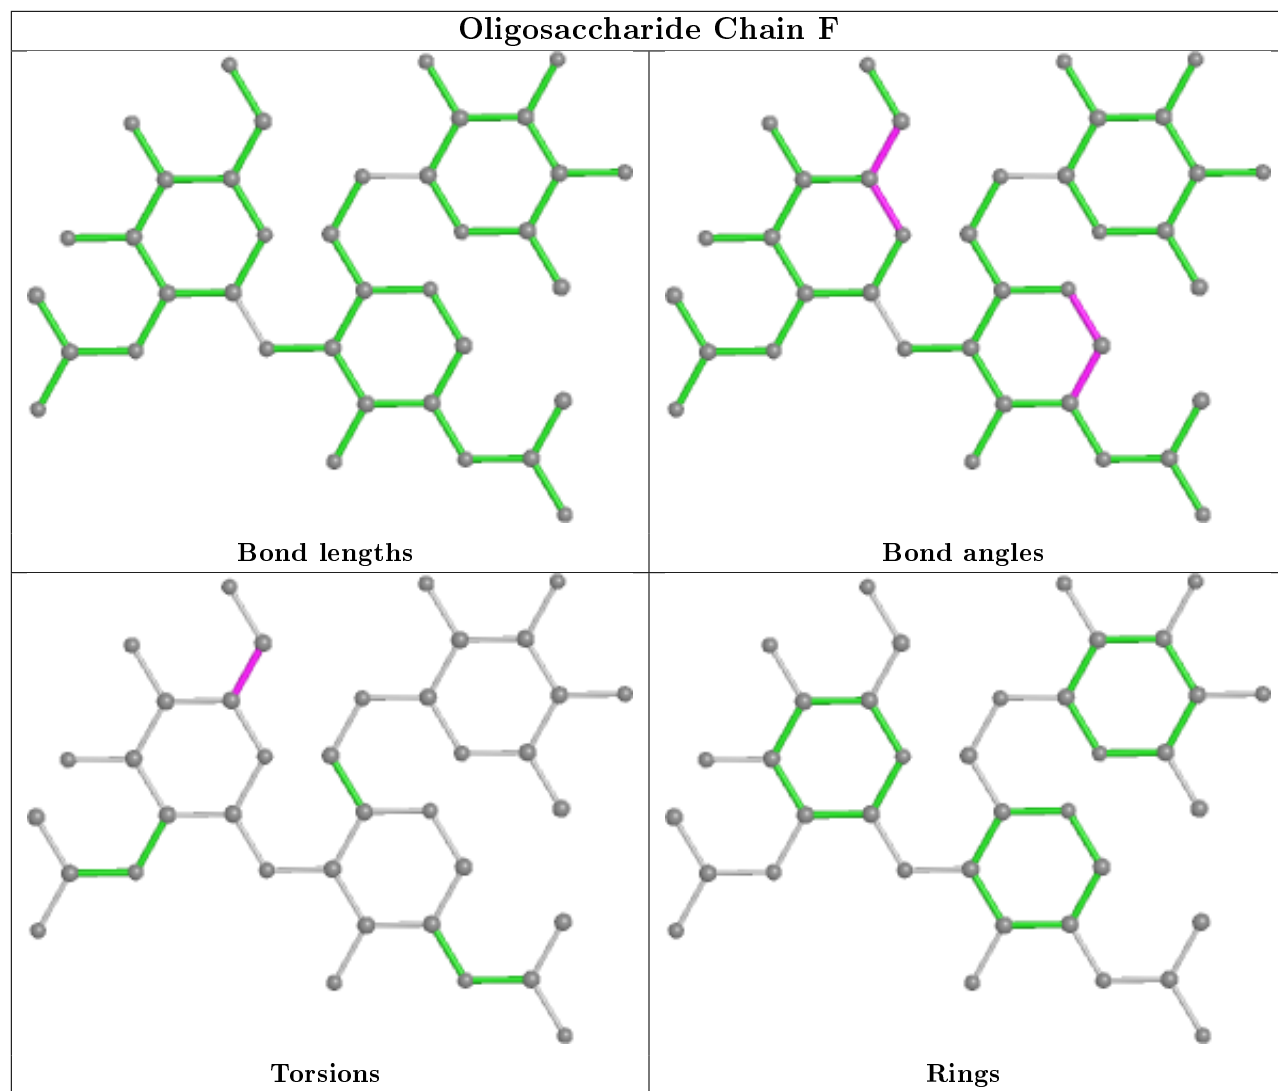 Oligosaccharide Chain F
Bond lengths
Bond angles
Torsions
Rings